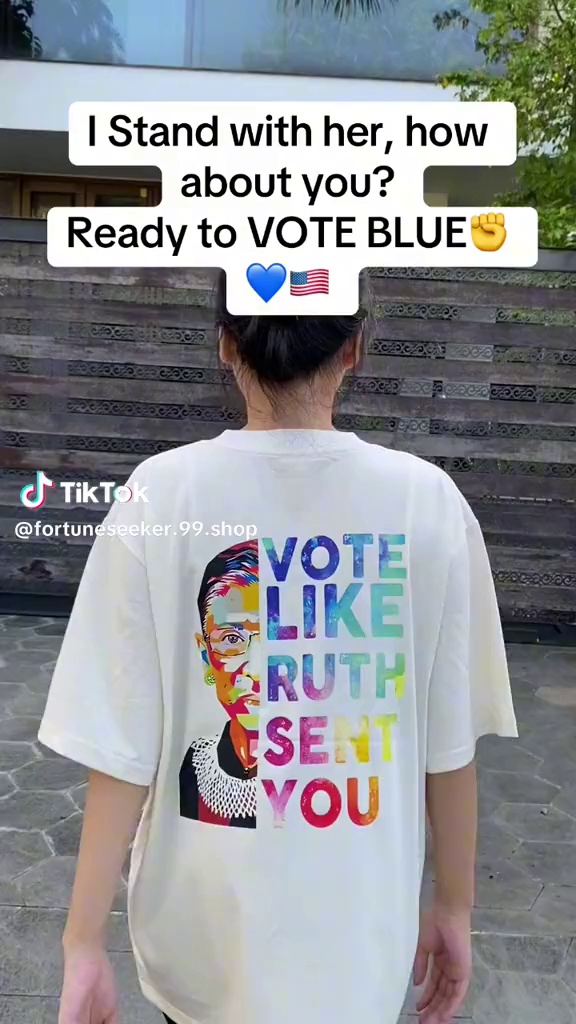 I Stand with her, how
about you?
Ready to VOTE BLUE✊
💙🇺🇸
TikTok
@fortuneseeker.99.shop
VOTE
LIKE
RUTH
SENT
YOU